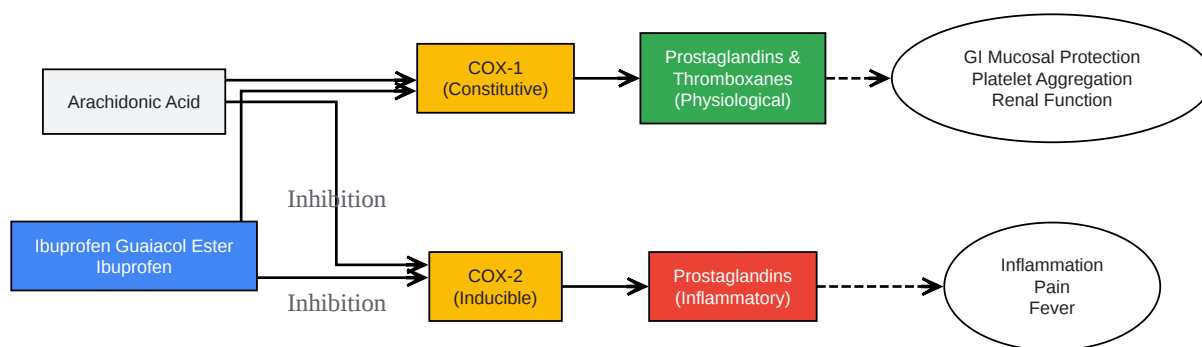 Arachidonic Acid
COX-1
(Constitutive)
Prostaglandins &
Thromboxanes
(Physiological)
GI Mucosal Protection
Platelet Aggregation
Renal Function
Inhibition
Ibuprofen Guaiacol Ester
Ibuprofen
Inhibition
COX-2
(Inducible)
Prostaglandins
(Inflammatory)
Inflammation
Pain
Fever